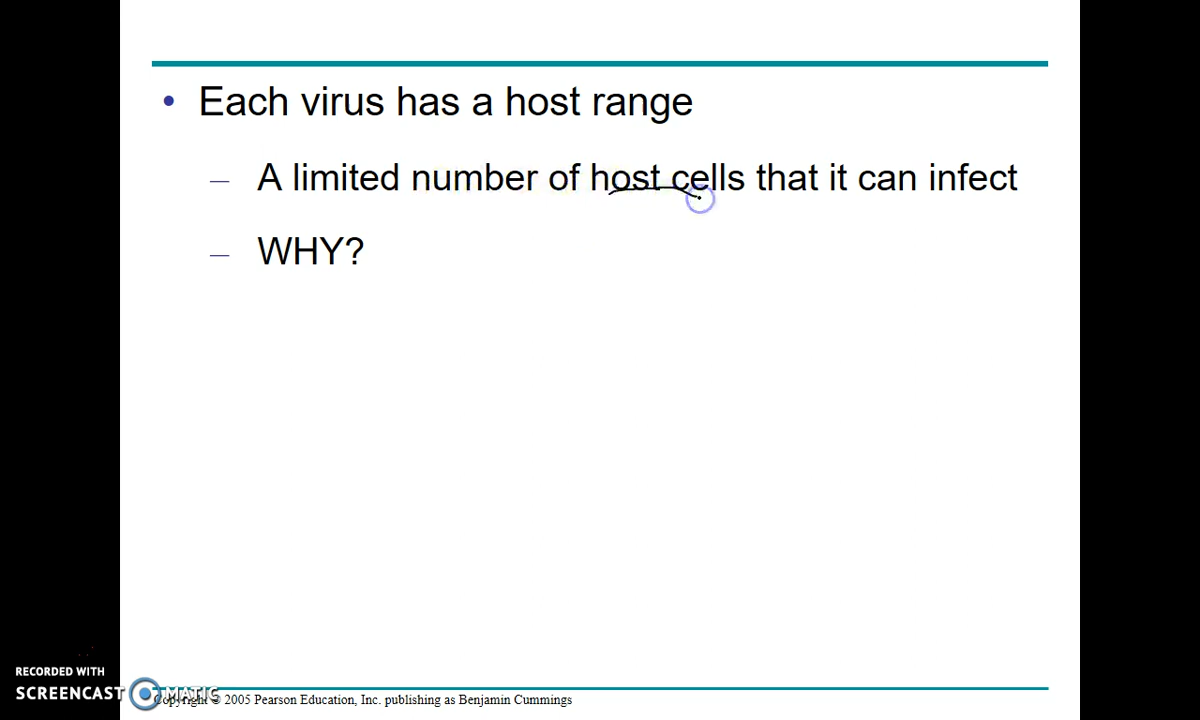 • Each virus has a host range
– A limited number of host cells that it can infect
– WHY?
RECORDED WITH
SCREENCAST MATIC
Copyright © 2005 Pearson Education, Inc. publishing as Benjamin Cummings